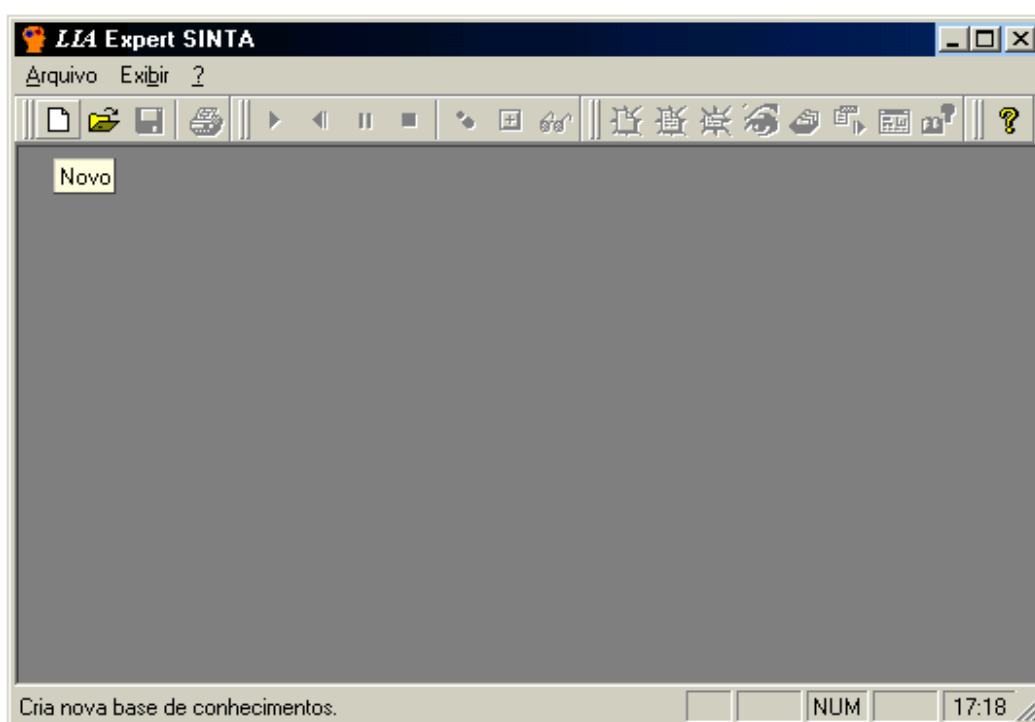 LIA Expert SINTA
Arquivo Exibir ?
Novo
Cria nova base de conhecimentos. NUM 17:18